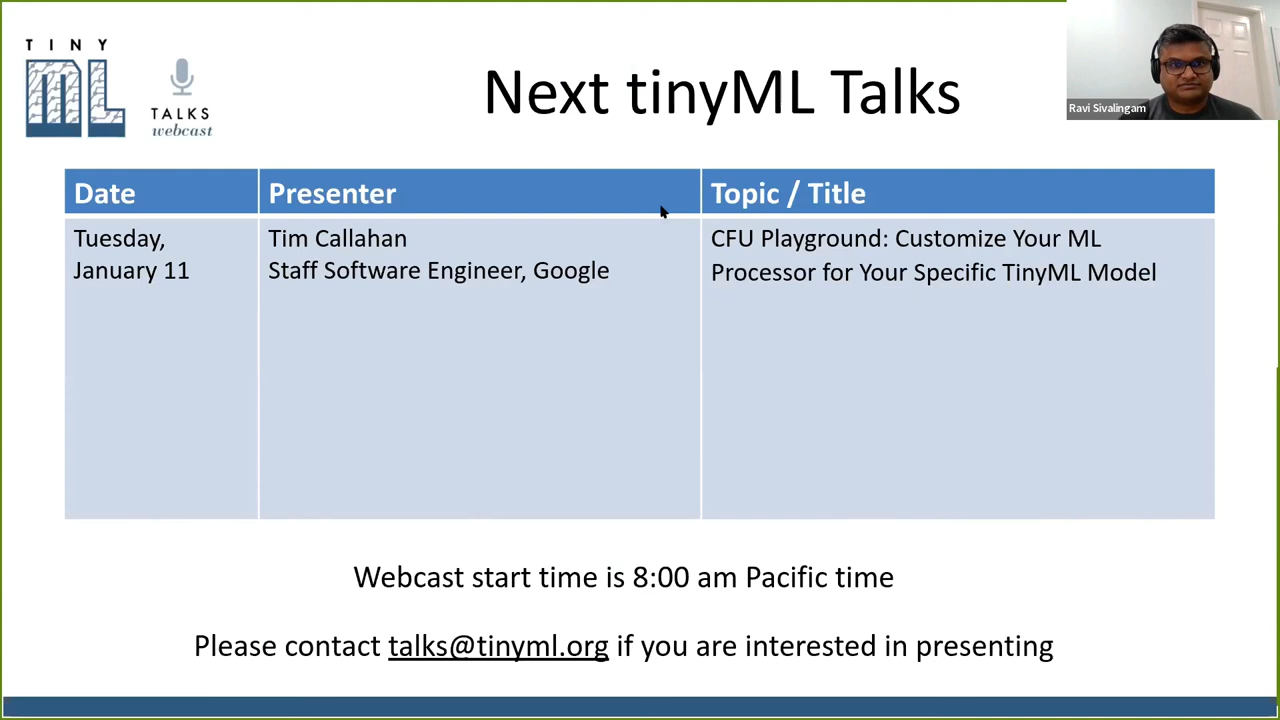 TINY
ML
TALKS
webcast
Next tinyML Talks
Ravi Sivalingam
Date
Presenter
Topic / Title
Tuesday,
January 11
Tim Callahan
Staff Software Engineer, Google
CFU Playground: Customize Your ML
Processor for Your Specific TinyML Model
Webcast start time is 8:00 am Pacific time
Please contact talks@tinyml.org if you are interested in presenting